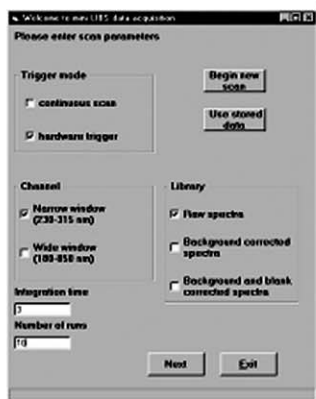 Welcome to mini LIBS data acquisition
Please enter scan parameters
Trigger mode
continuous scan
hardware trigger
Begin new
scan
Use stored
data
Channel
Narrow window
(230-315 nm)
Wide window
(180-850 nm)
Library
Raw spectra
Background corrected
spectra
Background and blank
corrected spectra
Integration time
3
Number of runs
10
Next
Exit